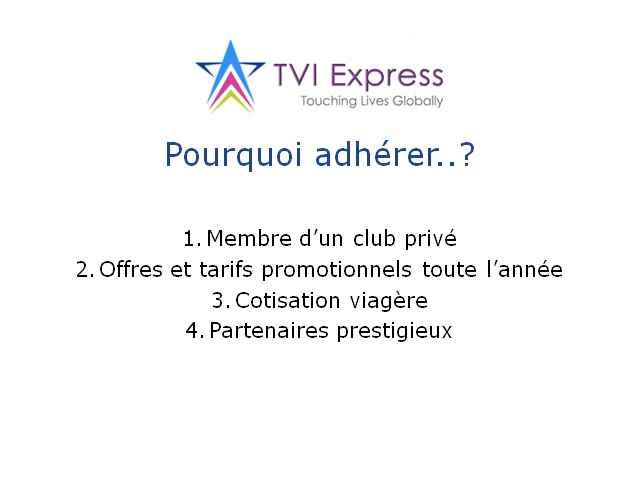 TVI Express
Touching Lives Globally
Pourquoi adhérer..?
1. Membre d’un club privé
2. Offres et tarifs promotionnels toute l’année
3. Cotisation viagère
4. Partenaires prestigieux